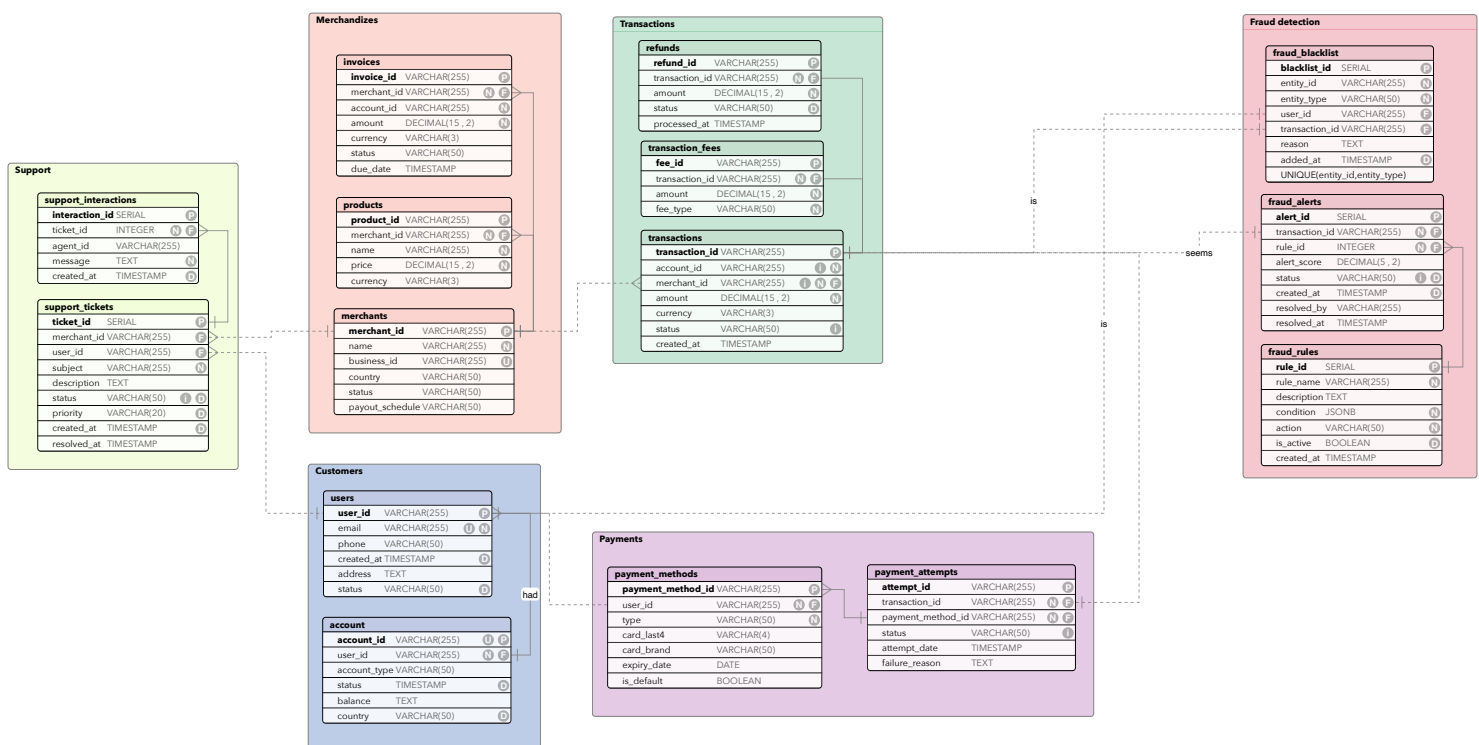 Support
support_interactions
interaction_id SERIAL P
ticket_id INTEGER N F
agent_id VARCHAR(255)
message TEXT N
created_at TIMESTAMP D
support_tickets
ticket_id SERIAL P
merchant_id VARCHAR(255) F
user_id VARCHAR(255) F
subject VARCHAR(255) N
description TEXT
status VARCHAR(50) i D
priority VARCHAR(20) D
created_at TIMESTAMP D
resolved_at TIMESTAMP
Merchandizes
invoices
invoice_id VARCHAR(255) P
merchant_id VARCHAR(255) N F
account_id VARCHAR(255) N
amount DECIMAL(15 , 2) N
currency VARCHAR(3)
status VARCHAR(50)
due_date TIMESTAMP
products
product_id VARCHAR(255) P
merchant_id VARCHAR(255) N F
name VARCHAR(255) N
price DECIMAL(15 , 2) N
currency VARCHAR(3)
merchants
merchant_id VARCHAR(255) P
name VARCHAR(255) N
business_id VARCHAR(255) U
country VARCHAR(50)
status VARCHAR(50)
payout_schedule VARCHAR(50)
Customers
users
user_id VARCHAR(255) P
email VARCHAR(255) U N
phone VARCHAR(50)
created_at TIMESTAMP D
address TEXT
status VARCHAR(50) D
had
account
account_id VARCHAR(255) U P
user_id VARCHAR(255) N F
account_type VARCHAR(50)
status TIMESTAMP D
balance TEXT
country VARCHAR(50) D
Transactions
refunds
refund_id VARCHAR(255) P
transaction_id VARCHAR(255) N F
amount DECIMAL(15 , 2) N
status VARCHAR(50) D
processed_at TIMESTAMP
transaction_fees
fee_id VARCHAR(255) P
transaction_id VARCHAR(255) N F
amount DECIMAL(15 , 2) N
fee_type VARCHAR(50) N
transactions
transaction_id VARCHAR(255) P
account_id VARCHAR(255) i N
merchant_id VARCHAR(255) i N F
amount DECIMAL(15 , 2) N
currency VARCHAR(3)
status VARCHAR(50) i
created_at TIMESTAMP
Payments
payment_methods
payment_method_id VARCHAR(255) P
user_id VARCHAR(255) N F
type VARCHAR(50) N
card_last4 VARCHAR(4)
card_brand VARCHAR(50)
expiry_date DATE
is_default BOOLEAN
payment_attempts
attempt_id VARCHAR(255) P
transaction_id VARCHAR(255) N F
payment_method_id VARCHAR(255) N F
status VARCHAR(50) i
attempt_date TIMESTAMP
failure_reason TEXT
is
seems
is
Fraud detection
fraud_blacklist
blacklist_id SERIAL P
entity_id VARCHAR(255) N
entity_type VARCHAR(50) N
user_id VARCHAR(255) F
transaction_id VARCHAR(255) F
reason TEXT
added_at TIMESTAMP D
UNIQUE(entity_id,entity_type)
fraud_alerts
alert_id SERIAL P
transaction_id VARCHAR(255) N F
rule_id INTEGER N F
alert_score DECIMAL(5 , 2)
status VARCHAR(50) i D
created_at TIMESTAMP D
resolved_by VARCHAR(255)
resolved_at TIMESTAMP
fraud_rules
rule_id SERIAL P
rule_name VARCHAR(255) N
description TEXT
condition JSONB N
action VARCHAR(50) N
is_active BOOLEAN D
created_at TIMESTAMP